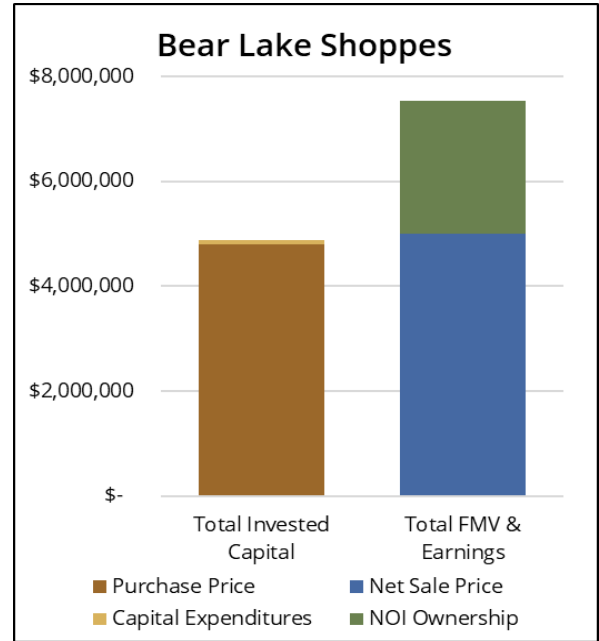 Bear Lake Shoppes
$8,000,000
$6,000,000
$4,000,000
$2,000,000
$-
Total Invested Capital
Total FMV & Earnings
Purchase Price
Net Sale Price
Capital Expenditures
NOI Ownership